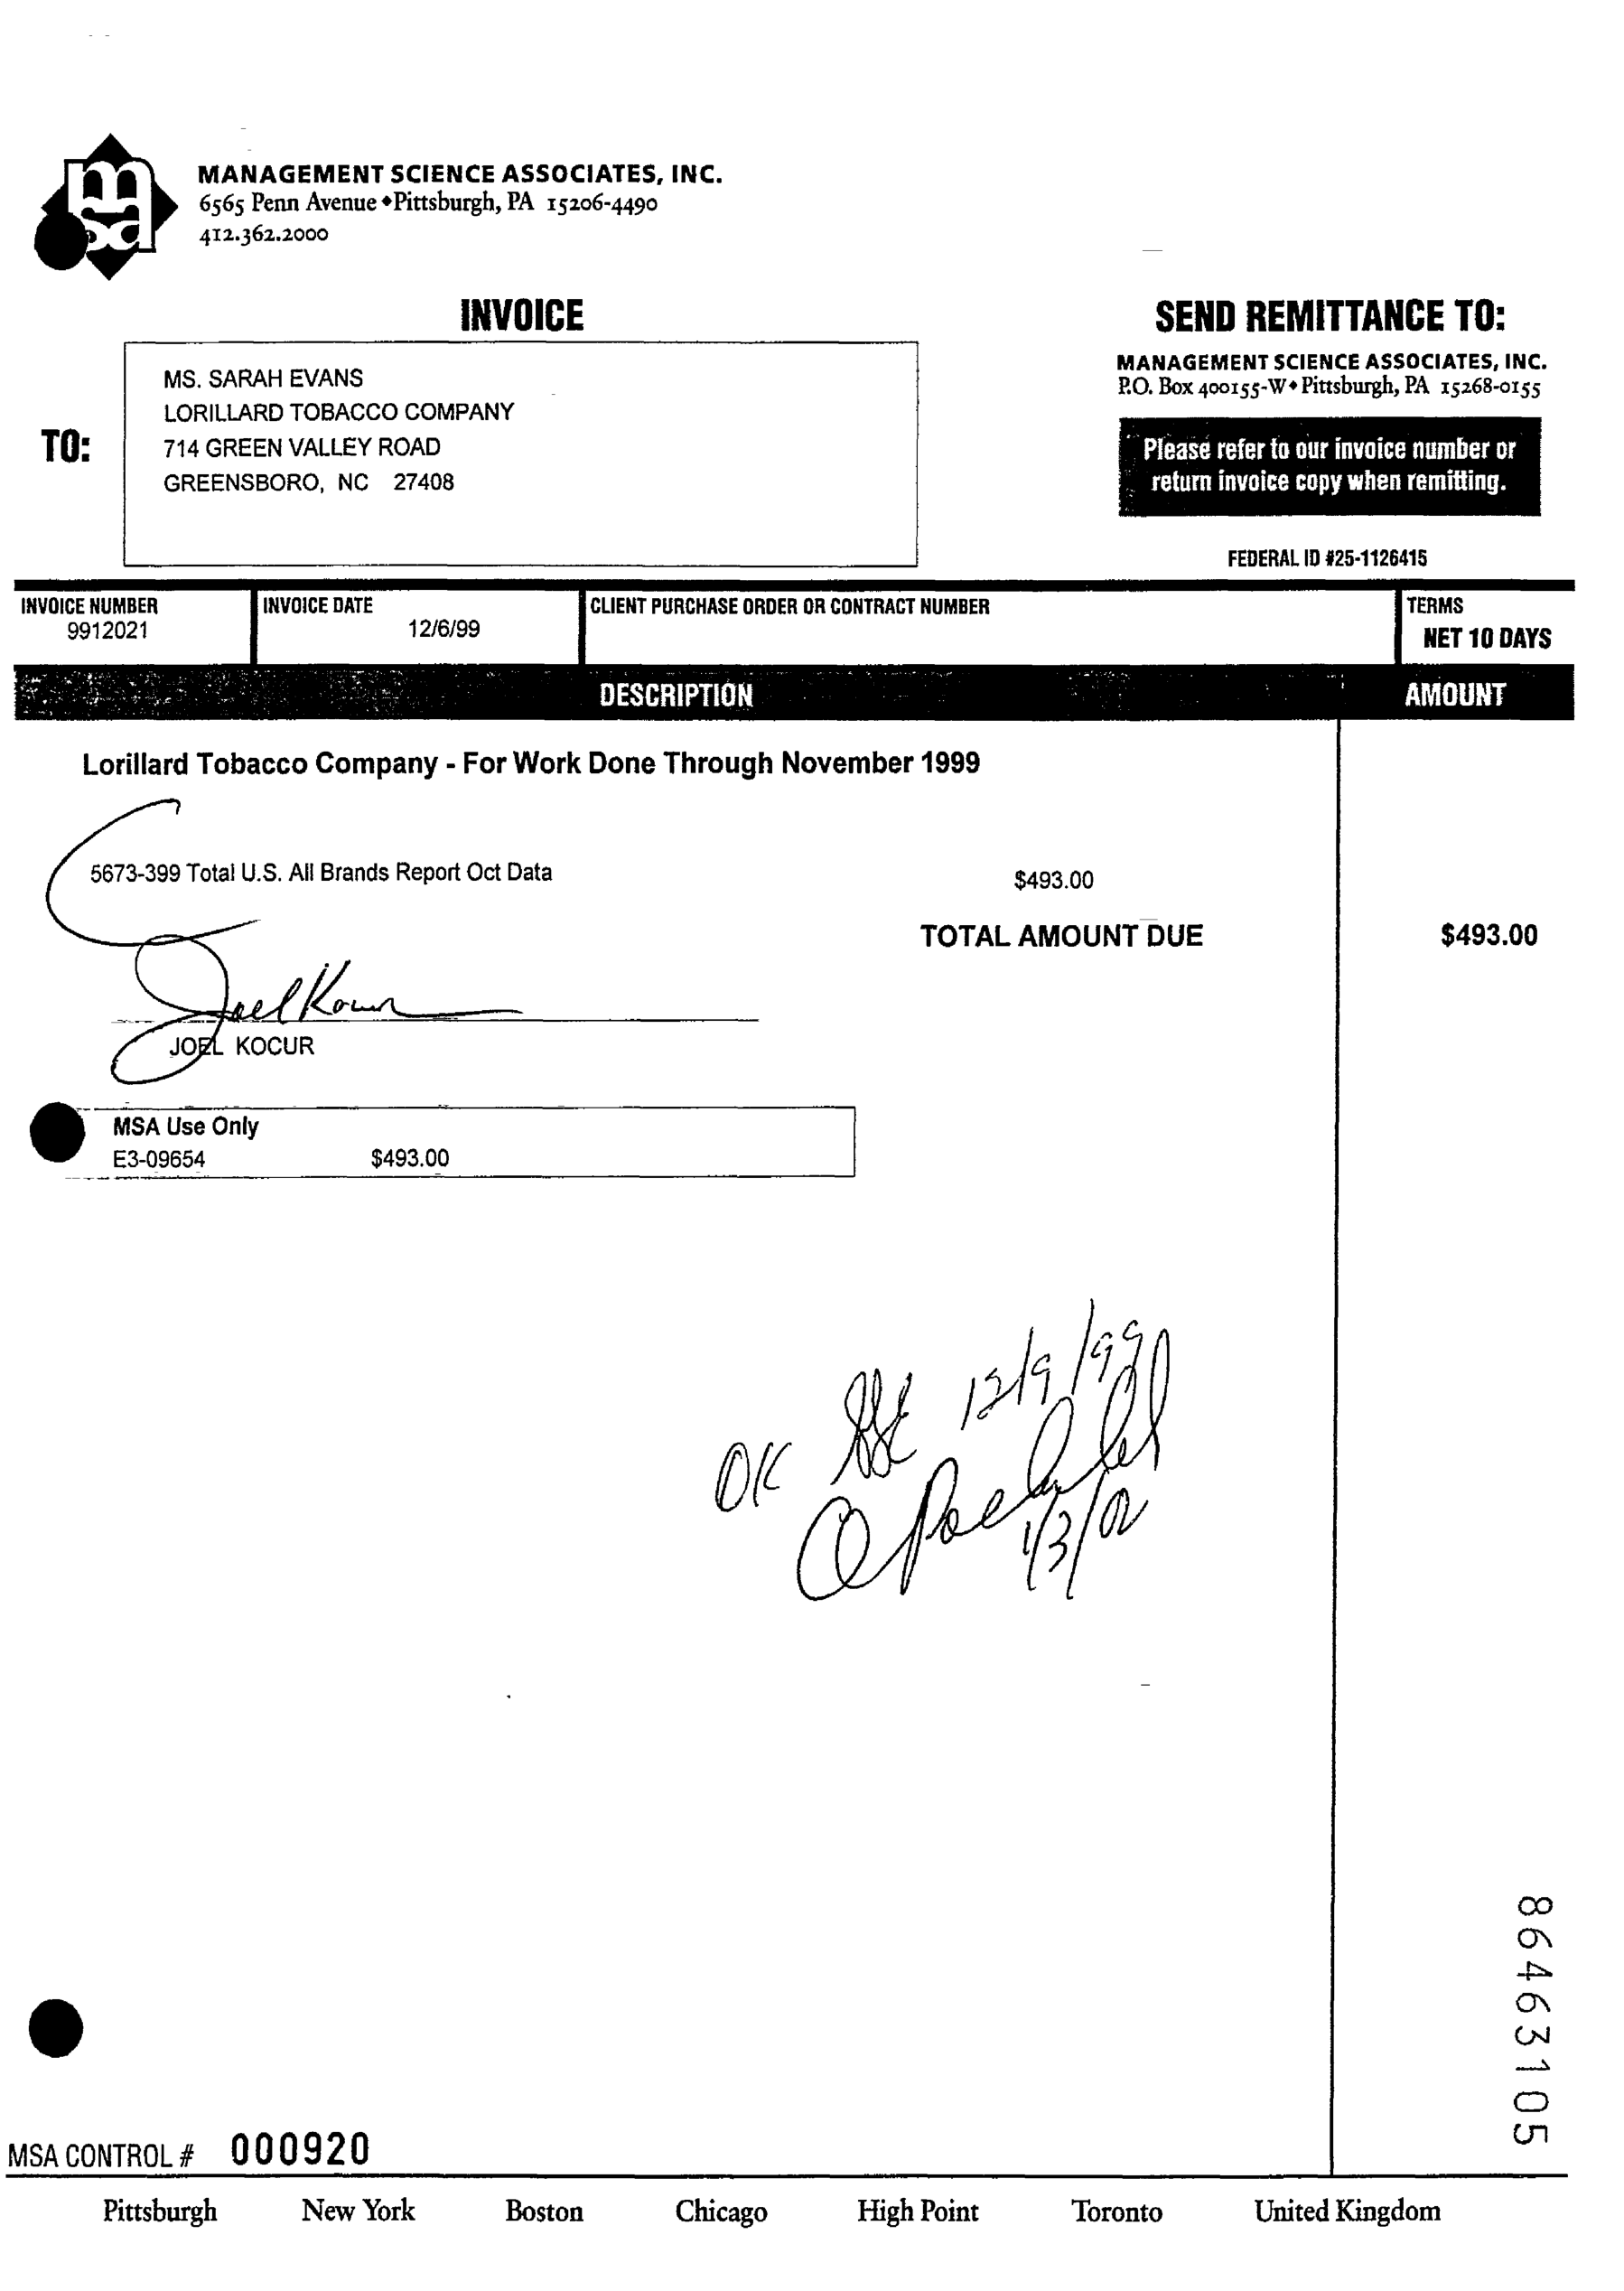 msa
MANAGEMENT SCIENCE ASSOCIATES, INC.
6565 Penn Avenue ◆ Pittsburgh, PA 15206-4490
412.362.2000
INVOICE
SEND REMITTANCE TO:
MANAGEMENT SCIENCE ASSOCIATES, INC.
P.O. Box 400155-W ◆ Pittsburgh, PA 15268-0155
TO:
MS. SARAH EVANS
LORILLARD TOBACCO COMPANY
714 GREEN VALLEY ROAD
GREENSBORO, NC 27408
Please refer to our invoice number or
return invoice copy when remitting.
FEDERAL ID #25-1126415
INVOICE NUMBER INVOICE DATE CLIENT PURCHASE ORDER OR CONTRACT NUMBER TERMS
9912021 12/6/99 NET 10 DAYS
DESCRIPTION AMOUNT
Lorillard Tobacco Company - For Work Done Through November 1999
5673-399 Total U.S. All Brands Report Oct Data $493.00
TOTAL AMOUNT DUE $493.00
Joel Kocur
JOEL KOCUR
MSA Use Only
E3-09654 $493.00
OK 12/9/99
1/3/00
86463105
MSA CONTROL # 000920
Pittsburgh New York Boston Chicago High Point Toronto United Kingdom